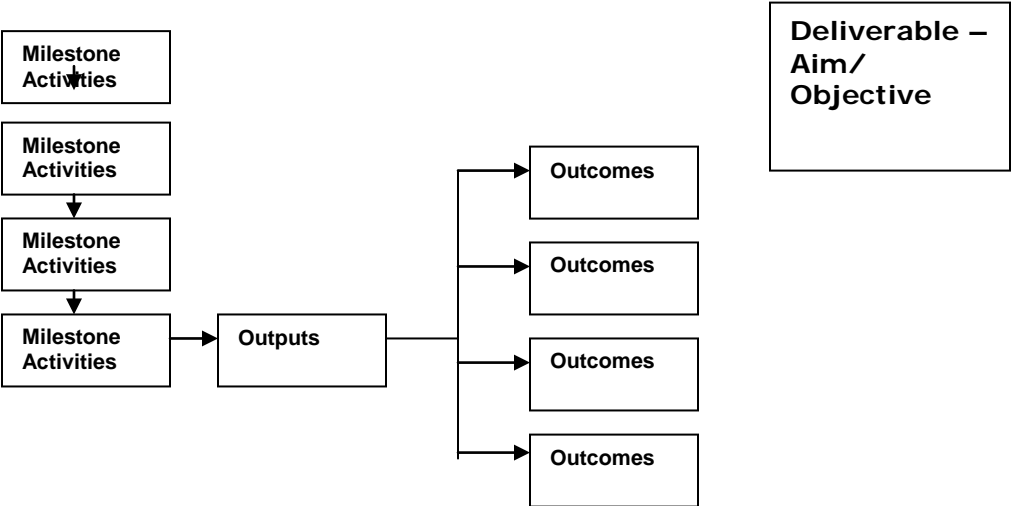 Deliverable –
Aim/
Objective
Milestone
Activities
Milestone
Activities
Milestone
Activities
Milestone
Activities
Outputs
Outcomes
Outcomes
Outcomes
Outcomes